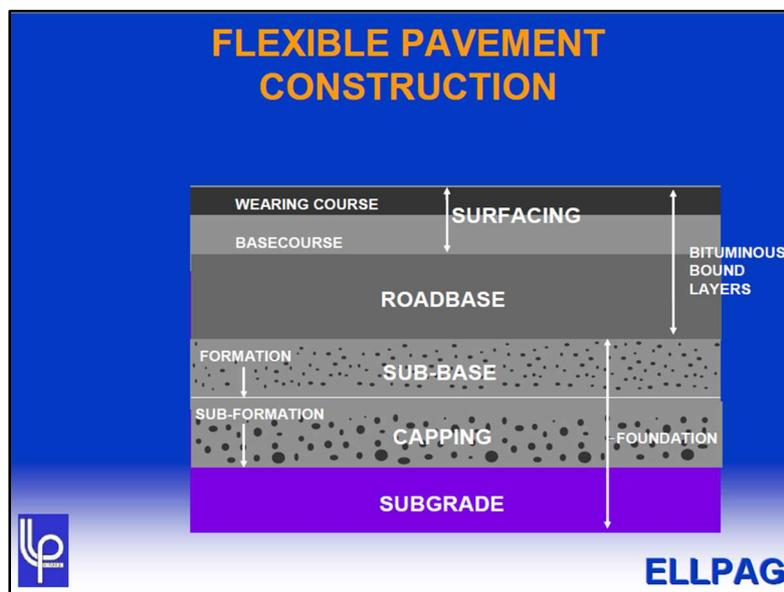 FLEXIBLE PAVEMENT
CONSTRUCTION
WEARING COURSE
SURFACING
BASECOURSE
BITUMINOUS
BOUND
LAYERS
ROADBASE
FORMATION
SUB-BASE
SUB-FORMATION
CAPPING
FOUNDATION
SUBGRADE
ELLPAG